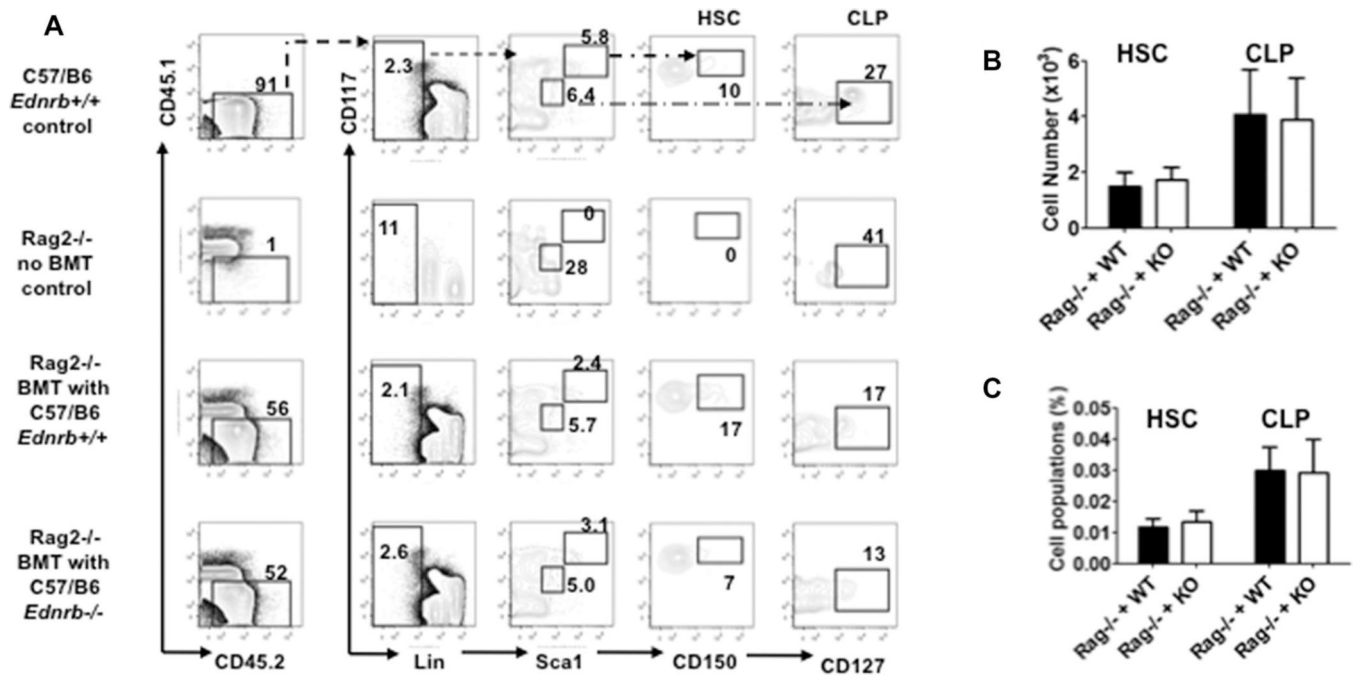 A
HSC
CLP
C57/B6
Ednrb+/+
control
CD45.1
91
CD117
2.3
5.8
6.4
10
27
Rag2-/-
no BMT
control
1
11
0
28
0
41
Rag2-/-
BMT with
C57/B6
Ednrb+/+
56
2.1
2.4
5.7
17
17
Rag2-/-
BMT with
C57/B6
Ednrb-/-
52
2.6
3.1
5.0
7
13
CD45.2
Lin
Sca1
CD150
CD127
B
HSC
CLP
Cell Number (x10³)
6
4
2
0
Rag-/- + WT
Rag-/- + KO
Rag-/- + WT
Rag-/- + KO
C
HSC
CLP
Cell populations (%)
0.05
0.04
0.03
0.02
0.01
0.00
Rag-/- + WT
Rag-/- + KO
Rag-/- + WT
Rag-/- + KO